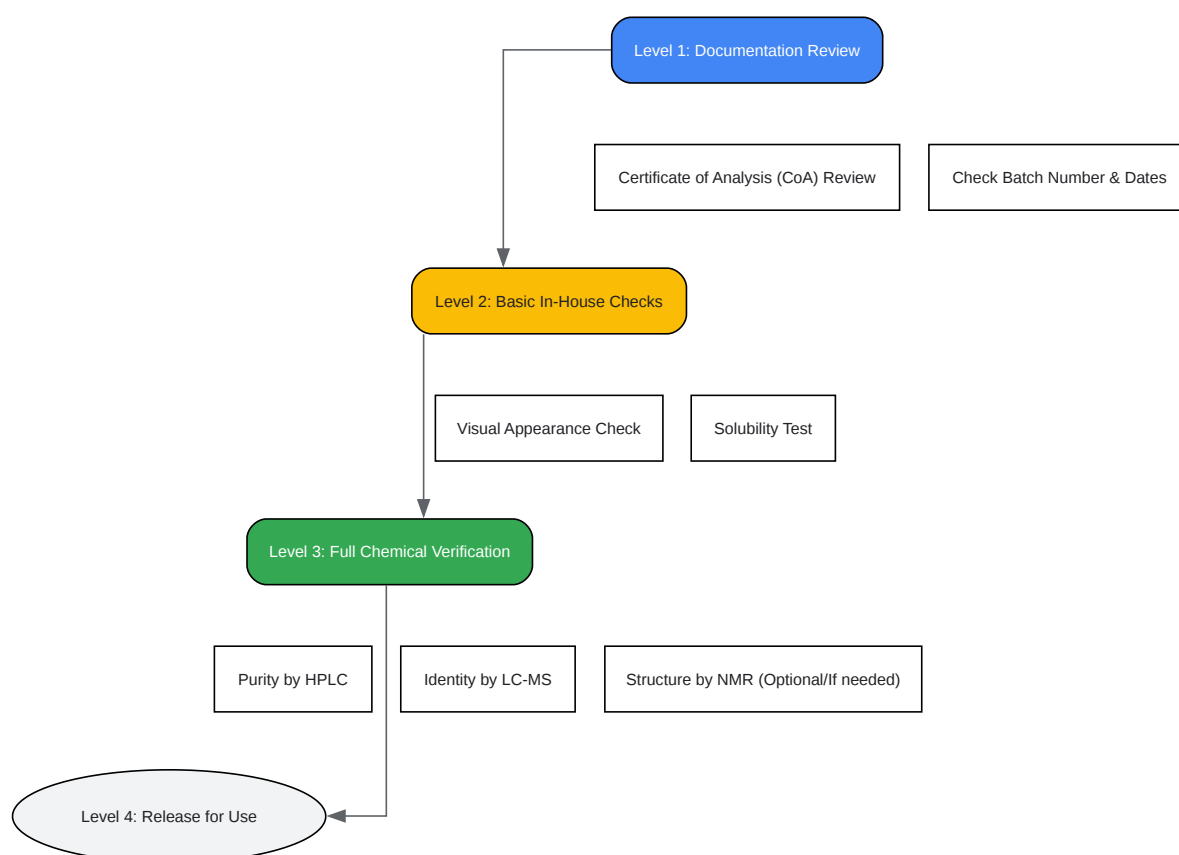 Level 1: Documentation Review
Certificate of Analysis (CoA) Review
Check Batch Number & Dates
Level 2: Basic In-House Checks
Visual Appearance Check
Solubility Test
Level 3: Full Chemical Verification
Purity by HPLC
Identity by LC-MS
Structure by NMR (Optional/If needed)
Level 4: Release for Use